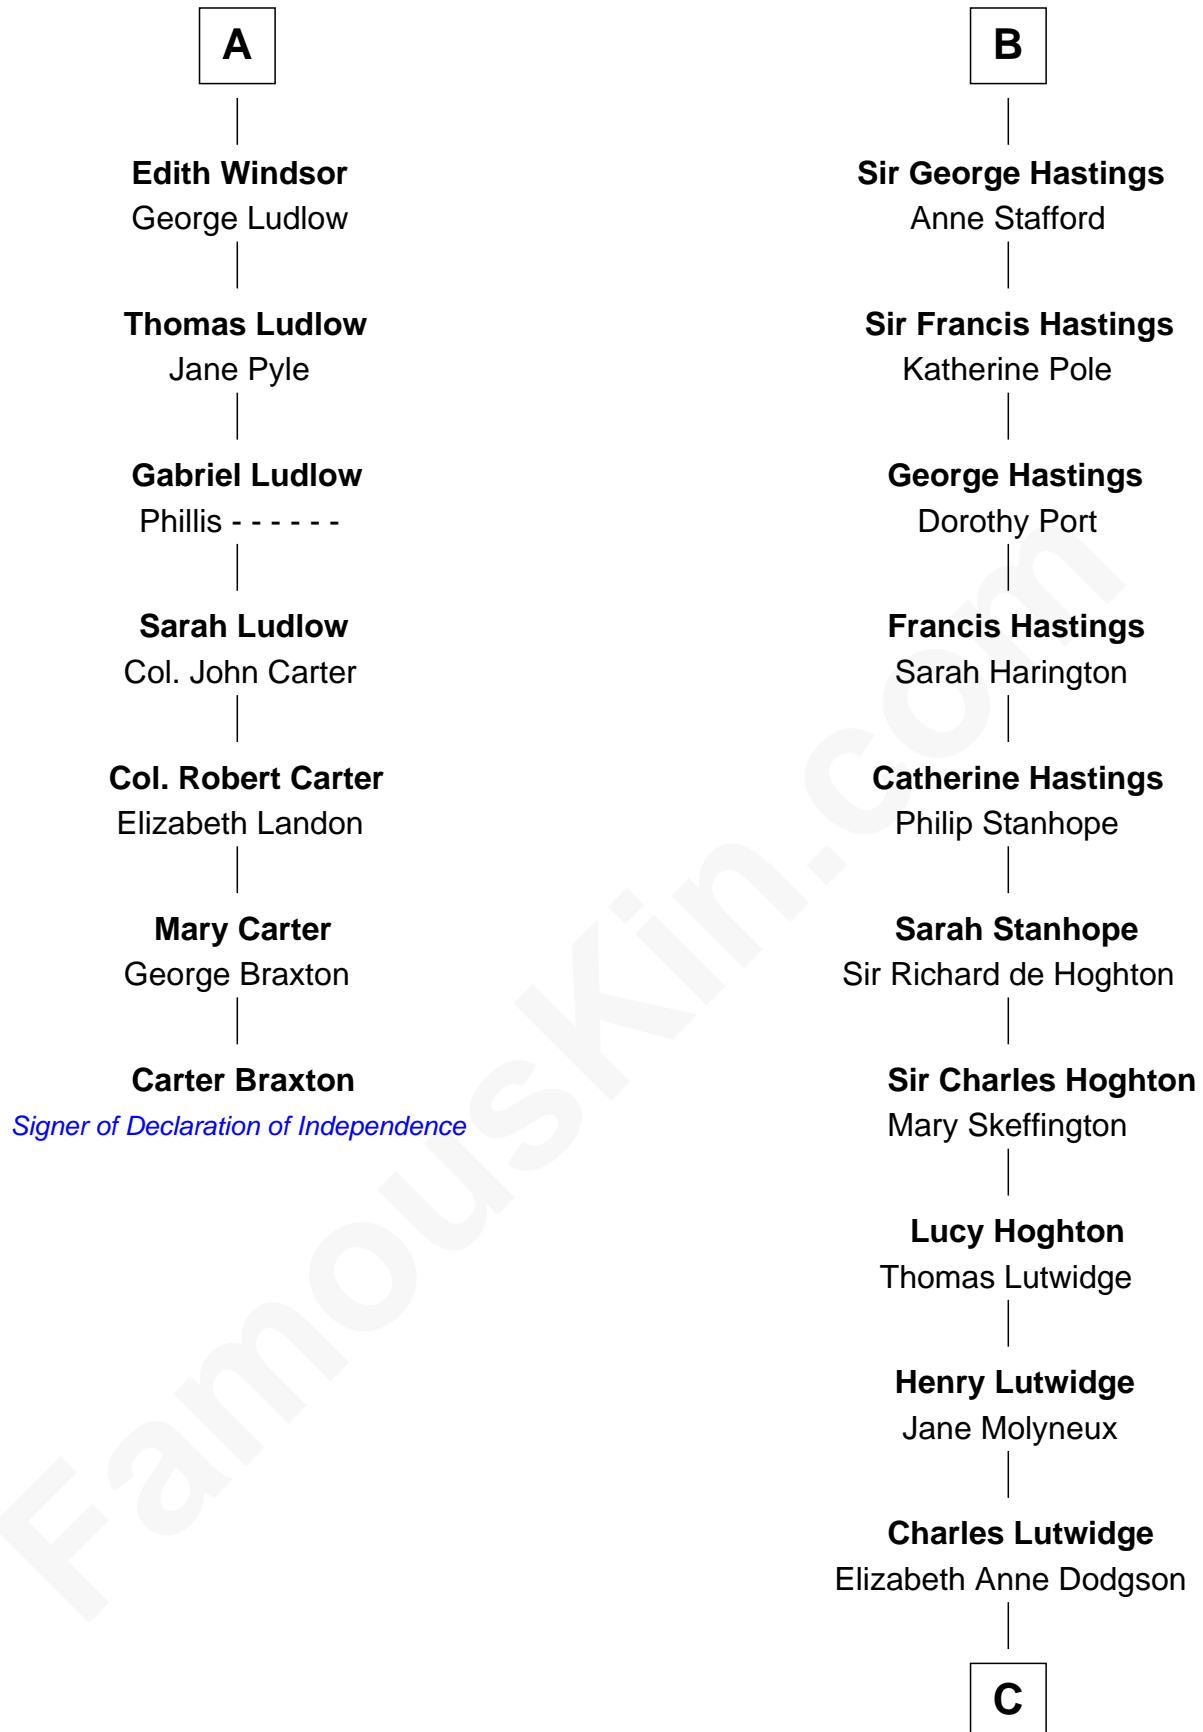 A
Edith Windsor
George Ludlow
Thomas Ludlow
Jane Pyle
Gabriel Ludlow
Phillis - - - - - -
Sarah Ludlow
Col. John Carter
Col. Robert Carter
Elizabeth Landon
Mary Carter
George Braxton
Carter Braxton
Signer of Declaration of Independence
B
Sir George Hastings
Anne Stafford
Sir Francis Hastings
Katherine Pole
George Hastings
Dorothy Port
Francis Hastings
Sarah Harington
Catherine Hastings
Philip Stanhope
Sarah Stanhope
Sir Richard de Hoghton
Sir Charles Hoghton
Mary Skeffington
Lucy Hoghton
Thomas Lutwidge
Henry Lutwidge
Jane Molyneux
Charles Lutwidge
Elizabeth Anne Dodgson
C
FamousKin.com